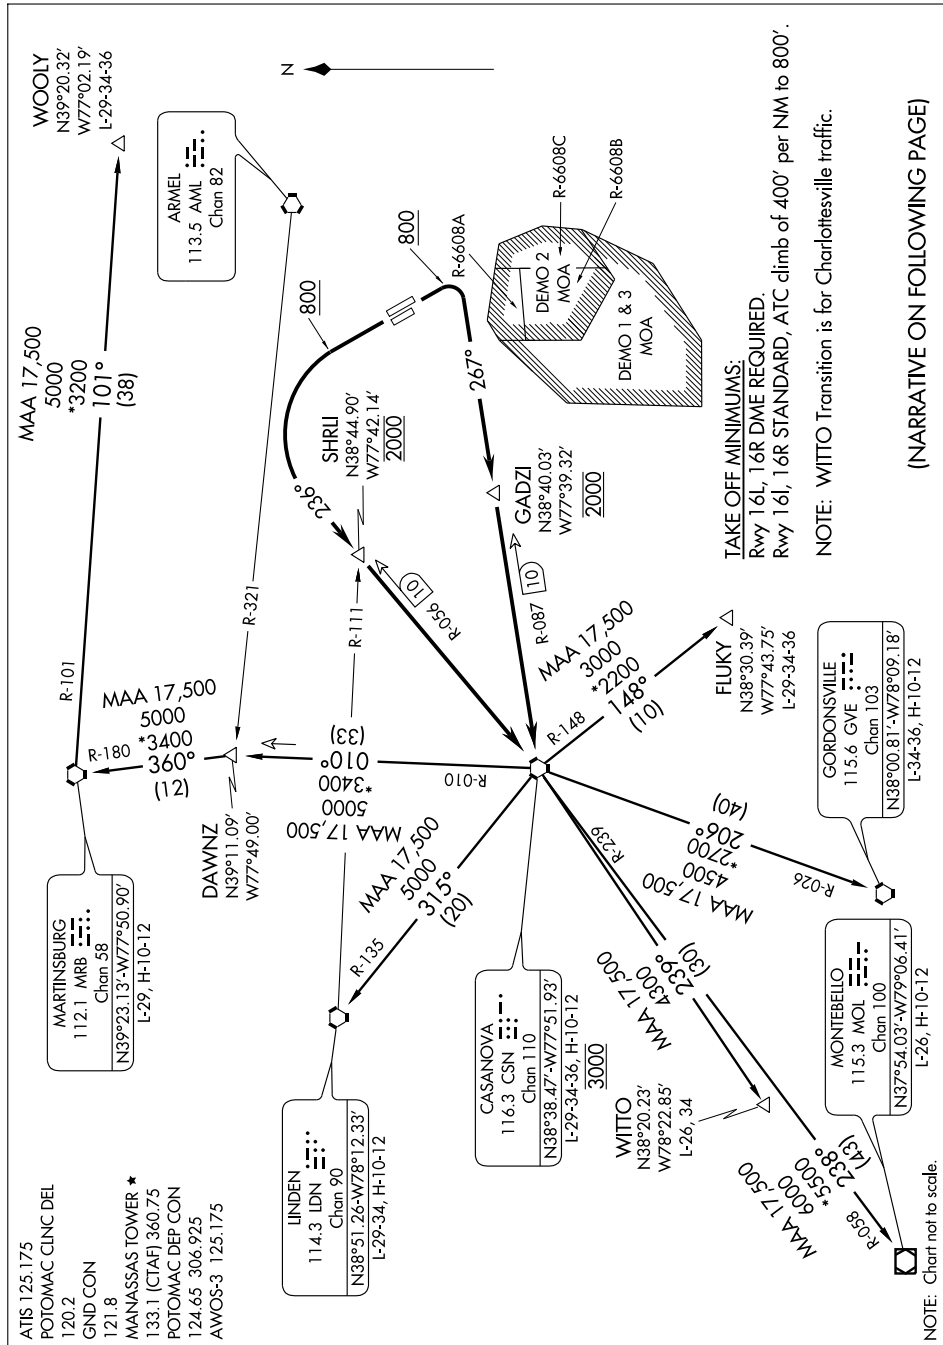 ATIS 125.175
POTOMAC CLNC DEL
120.2
GND CON
121.8
MANASSAS TOWER ★
133.1 (CTAF) 360.75
POTOMAC DEP CON
124.65 306.925
AWOS-3 125.175
MARTINSBURG
112.1 MRB
Chan 58
N39°23.13'-W77°50.90'
L-29, H-10-12
R-101
MAA 17,500
5000
*3200
101°
(38)
WOOLY
N39°20.32'
W77°02.19'
L-29-34-36
ARMEL
113.5 AML
Chan 82
N
R-180
MAA 17,500
5000
*3400
360°
(12)
R-321
DAWNZ
N39°11.09'
W77°49.00'
MAA 17,500
5000
*3400
010°
(33)
R-010
R-111
LINDEN
114.3 LDN
Chan 90
N38°51.26-W78°12.33'
L-29-34, H-10-12
R-135
MAA 17,500
5000
315°
(20)
236°
800
SHRLI
N38°44.90'
W77°42.14'
2000
R-056
10
800
267°
GADZI
N38°40.03'
W77°39.32'
2000
R-087
10
R-6608A
R-6608C
R-6608B
DEMO 2
MOA
DEMO 1 & 3
MOA
CASANOVA
116.3 CSN
Chan 110
N38°38.47'-W77°51.93'
L-29-34-36, H-10-12
3000
R-148
MAA 17,500
3000
*2200
148°
(10)
FLUKY
N38°30.39'
W77°43.75'
L-29-34-36
R-239
MAA 17,500
4300
239°
(30)
WITTO
N38°20.23'
W78°22.85'
L-26,34
MAA 17,500
4500
*2700
206°
(40)
R-026
GORDONSVILLE
115.6 GVE
Chan 103
N38°00.81'-W78°09.18'
L-34-36, H-10-12
MAA 17,500
6000
*5500
238°
(43)
R-058
MONTEBELLO
115.3 MOL
Chan 100
N37°54.03'-W79°06.41'
L-26, H-10-12
TAKE OFF MINIMUMS:
Rwy 16L, 16R DME REQUIRED.
Rwy 16l, 16R STANDARD, ATC climb of 400' per NM to 800'.
NOTE: WITTO Transition is for Charlottesville traffic.
(NARRATIVE ON FOLLOWING PAGE)
NOTE: Chart not to scale.